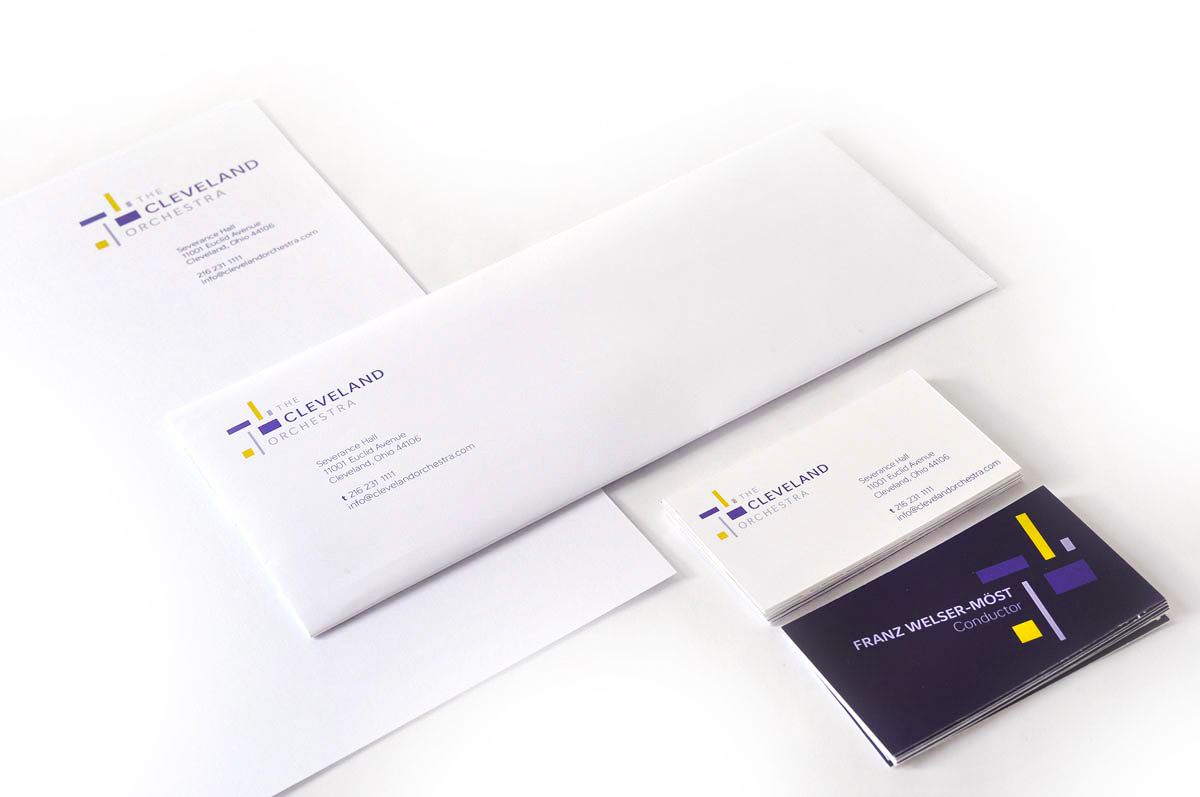 THE
CLEVELAND
ORCHESTRA
Severance Hall
11001 Euclid Avenue
Cleveland, Ohio 44106
216 231 1111
info@clevelandorchestra.com
THE
CLEVELAND
ORCHESTRA
Severance Hall
11001 Euclid Avenue
Cleveland, Ohio 44106
t 216 231 1111
info@clevelandorchestra.com
THE
CLEVELAND
ORCHESTRA
Severance Hall
11001 Euclid Avenue
Cleveland, Ohio 44106
t 216 231 1111
info@clevelandorchestra.com
FRANZ WELSER-MÖST
Conductor